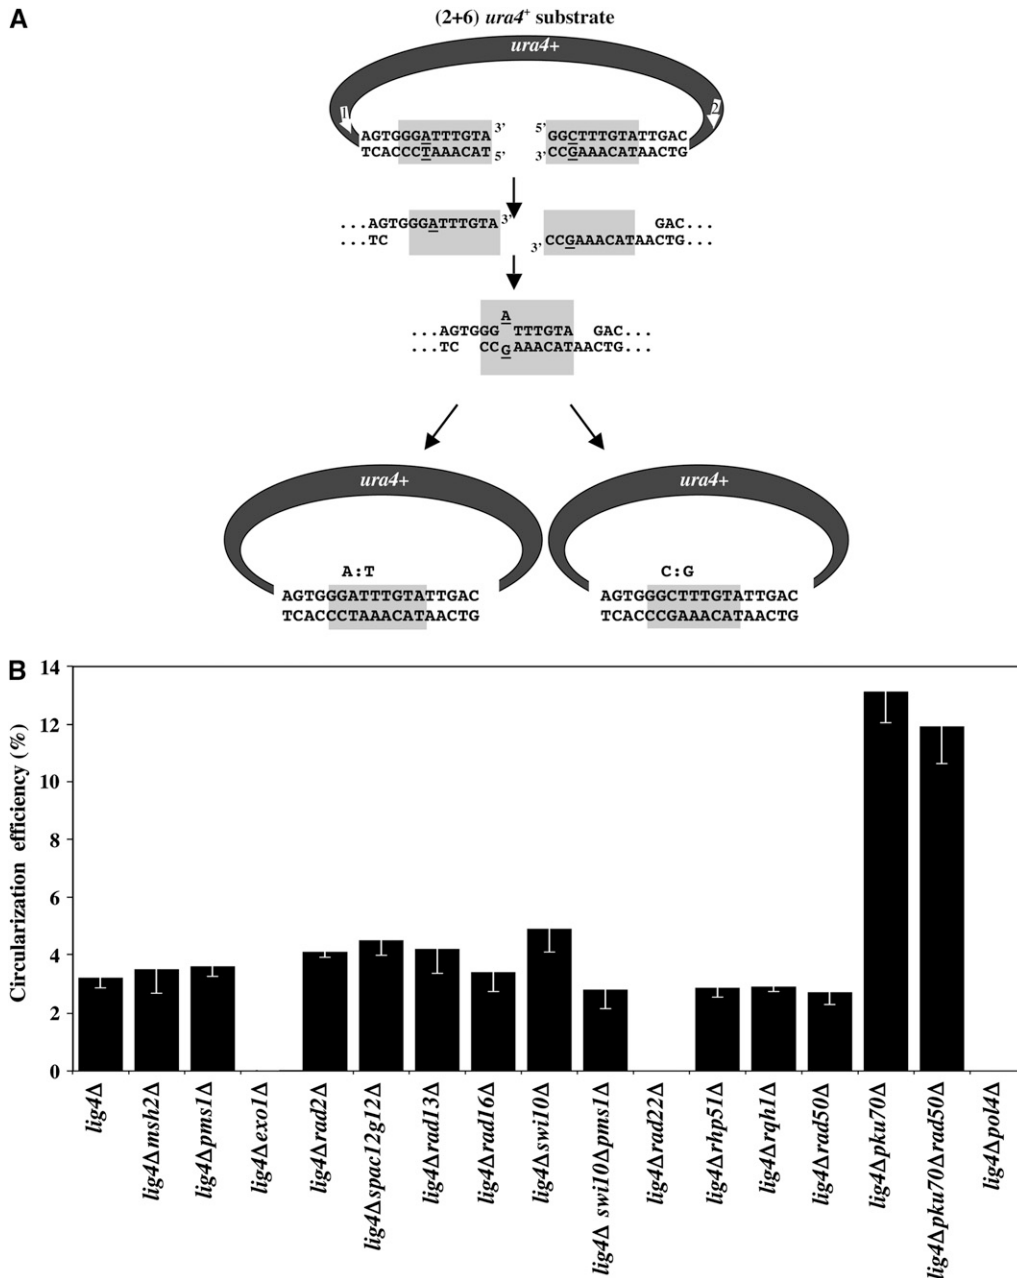 A
(2+6) ura4+ substrate
ura4+
1
2
AGTGGGATTTGTA 3’ 5’ GGCTTTGTATTGAC
TCACCCTAAACAT 5’ 3’ CCGAAACATAACTG
...AGTGGGATTTGTA 3’ GAC...
...TC 3’ CCGAAACATAACTG...
A
...AGTGGG TTTGTA GAC...
...TC CC AAACATAACTG...
G
ura4+ ura4+
A:T C:G
AGTGGGATTTGTATTGAC AGTGGGCTTTGTATTGAC
TCACCCTAAACATAACTG TCACCCGAAACATAACTG
B
Circularization efficiency (%)
14
12
10
8
6
4
2
0
lig4Δ
lig4Δmsh2Δ
lig4Δpms1Δ
lig4Δexo1Δ
lig4Δrad2Δ
lig4Δspac12g12Δ
lig4Δrad13Δ
lig4Δrad16Δ
lig4Δswi10Δ
lig4Δ swi10Δpms1Δ
lig4Δrad22Δ
lig4Δrhp51Δ
lig4Δrqh1Δ
lig4Δrad50Δ
lig4Δpku70Δ
lig4Δpku70Δrad50Δ
lig4Δpol4Δ